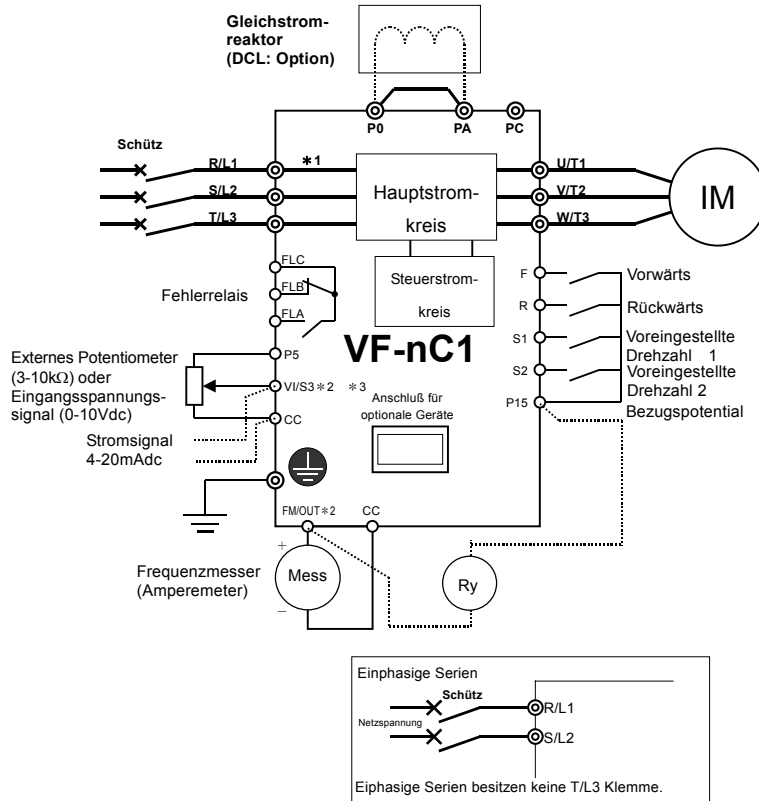 Gleichstrom-
reaktor
(DCL: Option)
P0 PA PC
Schütz
R/L1 *1 U/T1
S/L2 V/T2
T/L3 W/T3
Hauptstrom-
kreis
IM
Steuerstrom-
kreis
Fehlerrelais
FLC
FLB
FLA
VF-nC1
F Vorwärts
R Rückwärts
S1 Voreingestellte
Drehzahl 1
S2 Voreingestellte
Drehzahl 2
P15 Bezugspotential
Externes Potentiometer
(3-10kΩ) oder
Eingangsspannungs-
signal (0-10Vdc)
P5
VI/S3*2 *3
CC
Stromsignal
4-20mAdc
Anschluß für
optionale Geräte
FM/OUT*2 CC
+
Mess
−
Frequenzmesser
(Amperemeter)
Ry
Einphasige Serien
Schütz
Netzspannung
R/L1
S/L2
Eiphasige Serien besitzen keine T/L3 Klemme.